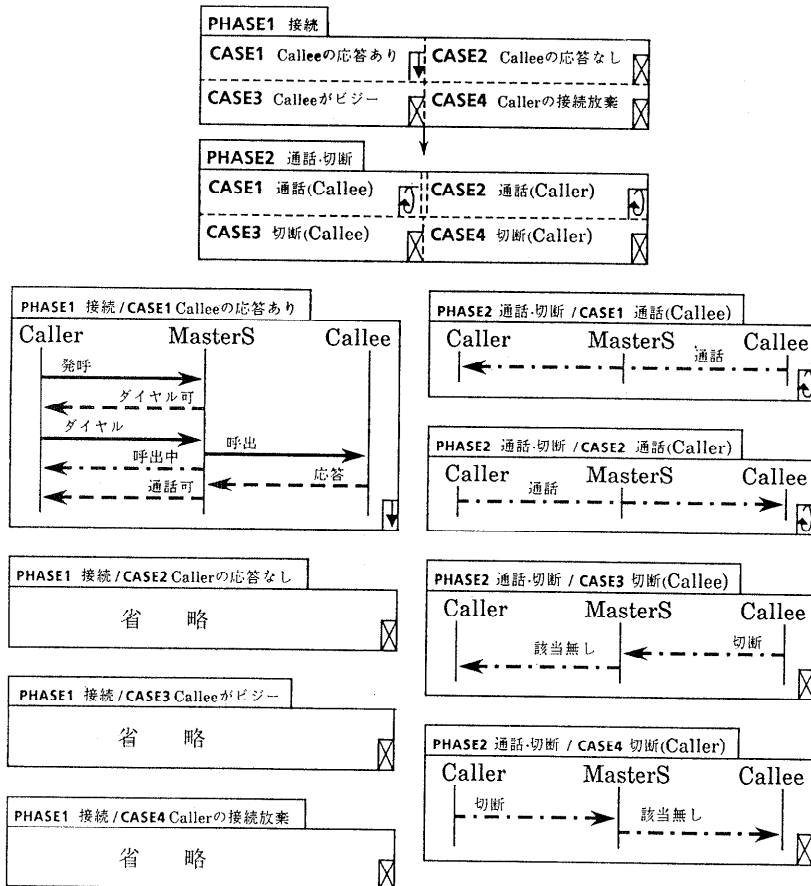 PHASE1 接続
CASE1 Calleeの応答あり
CASE2 Calleeの応答なし
CASE3 Calleeがビジー
CASE4 Callerの接続放棄
PHASE2 通話・切断
CASE1 通話(Callee)
CASE2 通話(Caller)
CASE3 切断(Callee)
CASE4 切断(Caller)
PHASE1 接続 / CASE1 Calleeの応答あり
Caller MasterS Callee
発呼
ダイヤル可
ダイヤル
呼出
呼出中
応答
通話可
PHASE1 接続 / CASE2 Callerの応答なし
省 略
PHASE1 接続 / CASE3 Calleeがビジー
省 略
PHASE1 接続 / CASE4 Callerの接続放棄
省 略
PHASE2 通話・切断 / CASE1 通話(Callee)
Caller MasterS Callee
通話
PHASE2 通話・切断 / CASE2 通話(Caller)
Caller MasterS Callee
通話
PHASE2 通話・切断 / CASE3 切断(Callee)
Caller MasterS Callee
切断
該当無し
PHASE2 通話・切断 / CASE4 切断(Caller)
Caller MasterS Callee
切断
該当無し